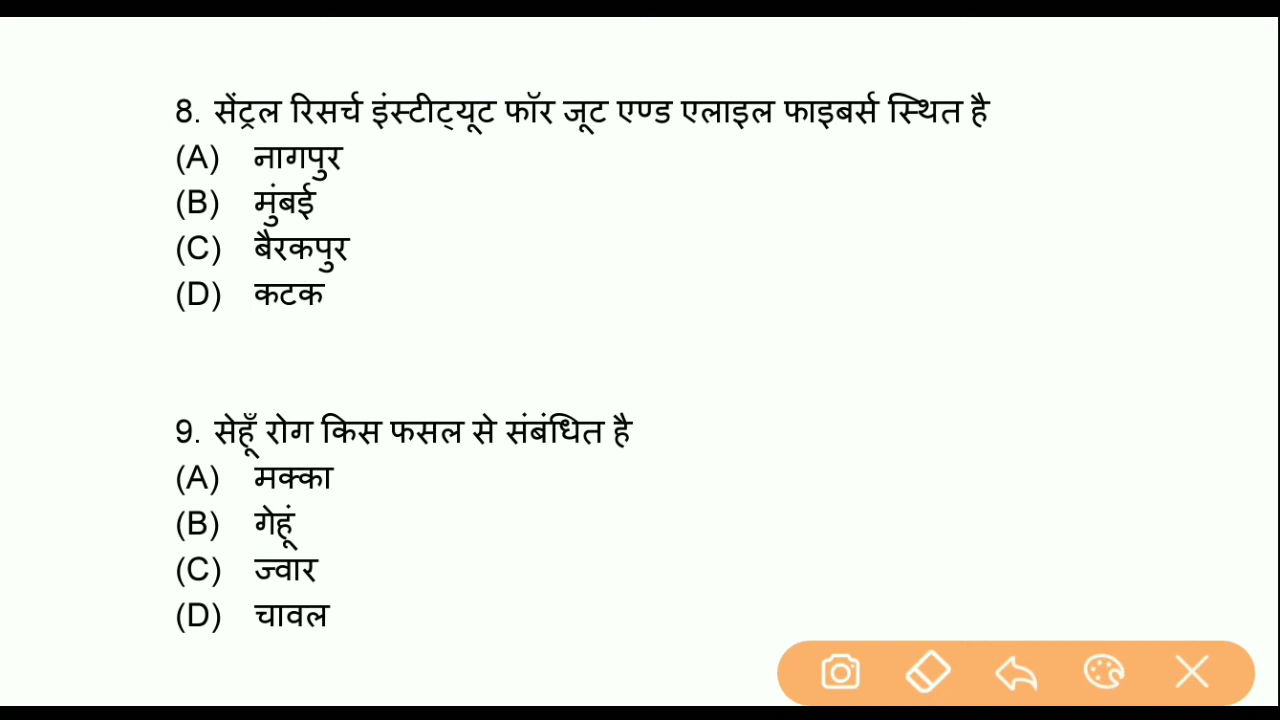 8. सेंट्रल रिसर्च इंस्टीट्यूट फॉर जूट एण्ड एलाइल फाइबर्स स्थित है
(A) नागपुर
(B) मुंबई
(C) बैरकपुर
(D) कटक
9. सेहूँ रोग किस फसल से संबंधित है
(A) मक्का
(B) गेहूं
(C) ज्वार
(D) चावल